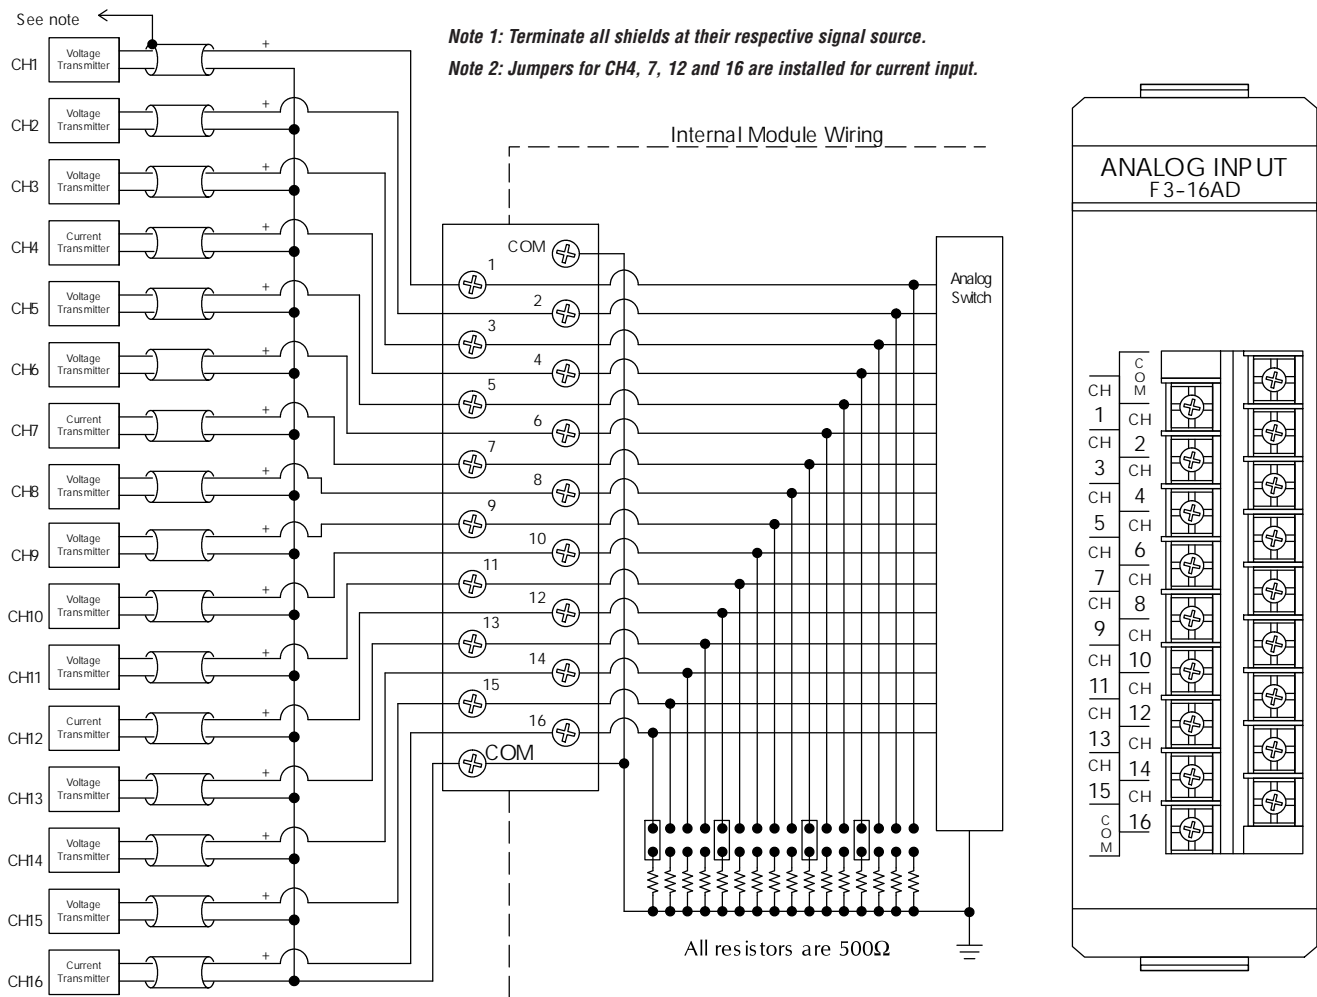 See note
Note 1: Terminate all shields at their respective signal source.
Note 2: Jumpers for CH4, 7, 12 and 16 are installed for current input.
CH1
Voltage
Transmitter
+
CH2
Voltage
Transmitter
+
CH3
Voltage
Transmitter
+
CH4
Current
Transmitter
+
CH5
Voltage
Transmitter
+
CH6
Voltage
Transmitter
+
CH7
Current
Transmitter
+
CH8
Voltage
Transmitter
+
CH9
Voltage
Transmitter
+
CH10
Voltage
Transmitter
+
CH11
Voltage
Transmitter
+
CH12
Current
Transmitter
+
CH13
Voltage
Transmitter
+
CH14
Voltage
Transmitter
+
CH15
Voltage
Transmitter
+
CH16
Current
Transmitter
+
Internal Module Wiring
COM
1
2
3
4
5
6
7
8
9
10
11
12
13
14
15
16
COM
Analog
Switch
All resistors are 500Ω
ANALOG INPUT
F3-16AD
COM
CH
1
CH
2
CH
3
CH
4
CH
5
CH
6
CH
7
CH
8
CH
9
CH
10
CH
11
CH
12
CH
13
CH
14
CH
15
CH
16
COM